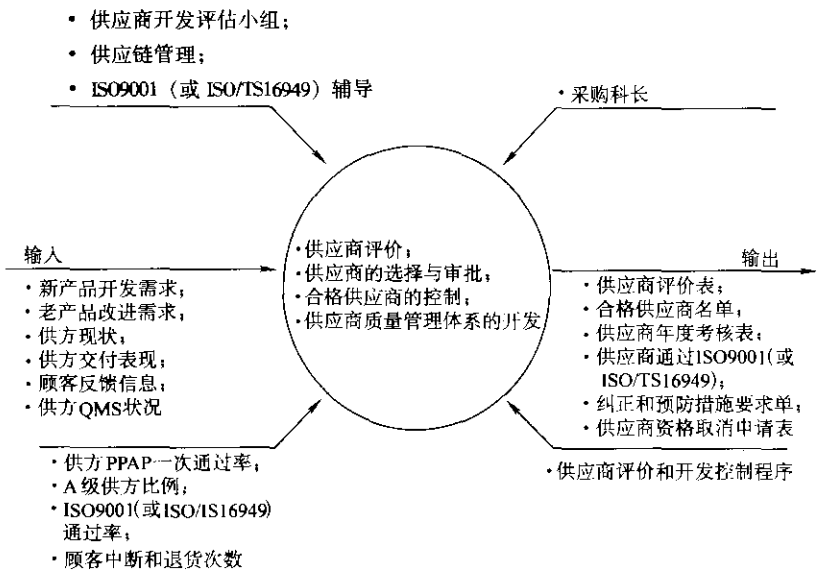 • 供应商开发评估小组；
• 供应链管理；
• ISO9001（或 ISO/TS16949）辅导
• 采购科长
输入
• 新产品开发需求；
• 老产品改进需求；
• 供方现状；
• 供方交付表现；
• 顾客反馈信息；
• 供方QMS状况
• 供应商评价；
• 供应商的选择与审批；
• 合格供应商的控制；
• 供应商质量管理体系的开发
输出
• 供应商评价表；
• 合格供应商名单；
• 供应商年度考核表；
• 供应商通过ISO9001(或
ISO/TS16949)；
• 纠正和预防措施要求单；
• 供应商资格取消申请表
• 供方PPAP一次通过率；
• A级供方比例；
• ISO9001(或ISO/TS16949)
通过率；
• 顾客中断和退货次数
• 供应商评价和开发控制程序